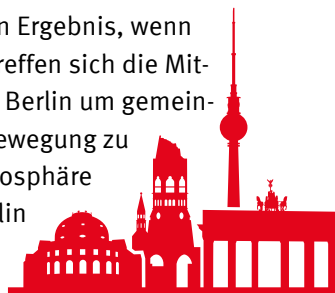 n Ergebnis, wenn
reffen sich die Mit-
Berlin um gemein-
ewegung zu
osphäre
lin